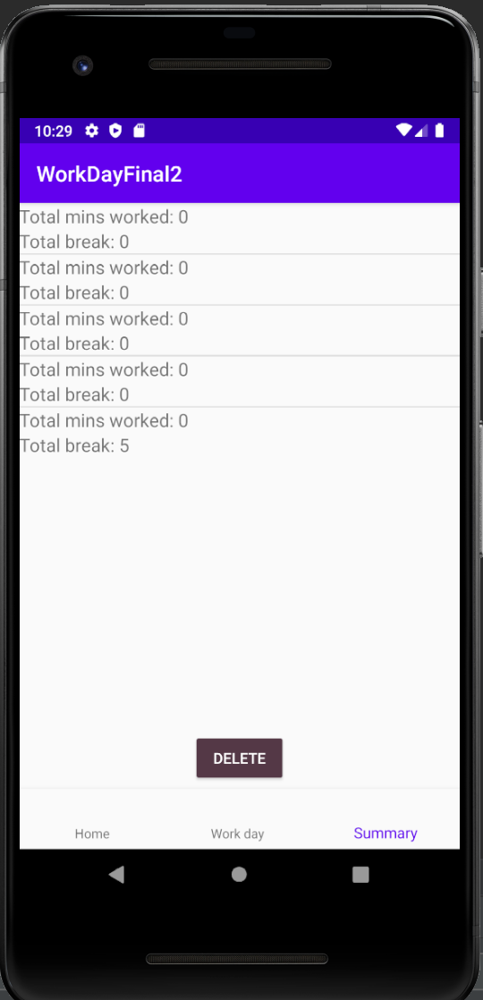 10:29
WorkDayFinal2
Total mins worked: 0
Total break: 0
Total mins worked: 0
Total break: 0
Total mins worked: 0
Total break: 0
Total mins worked: 0
Total break: 0
Total mins worked: 0
Total break: 5
DELETE
Home Work day Summary